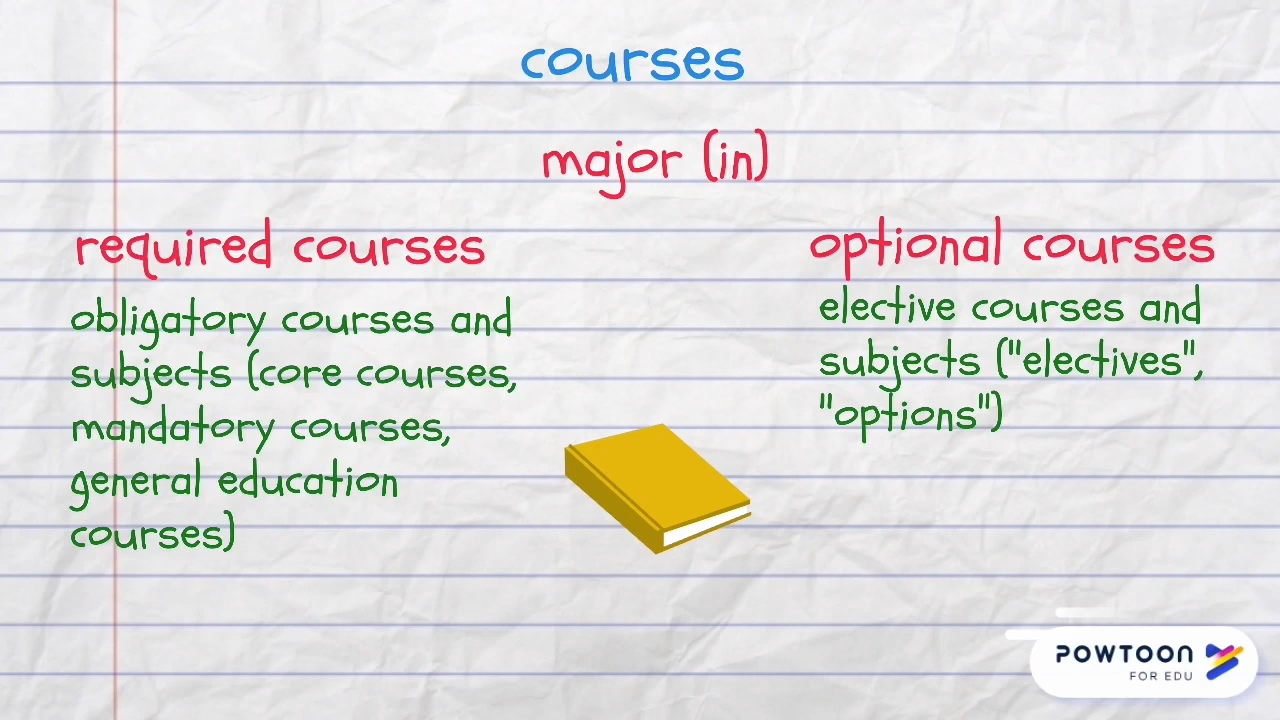 courses
major (in)
required courses
obligatory courses and
subjects (core courses,
mandatory courses,
general education
courses)
optional courses
elective courses and
subjects ("electives",
"options")
POWTOON
FOR EDU